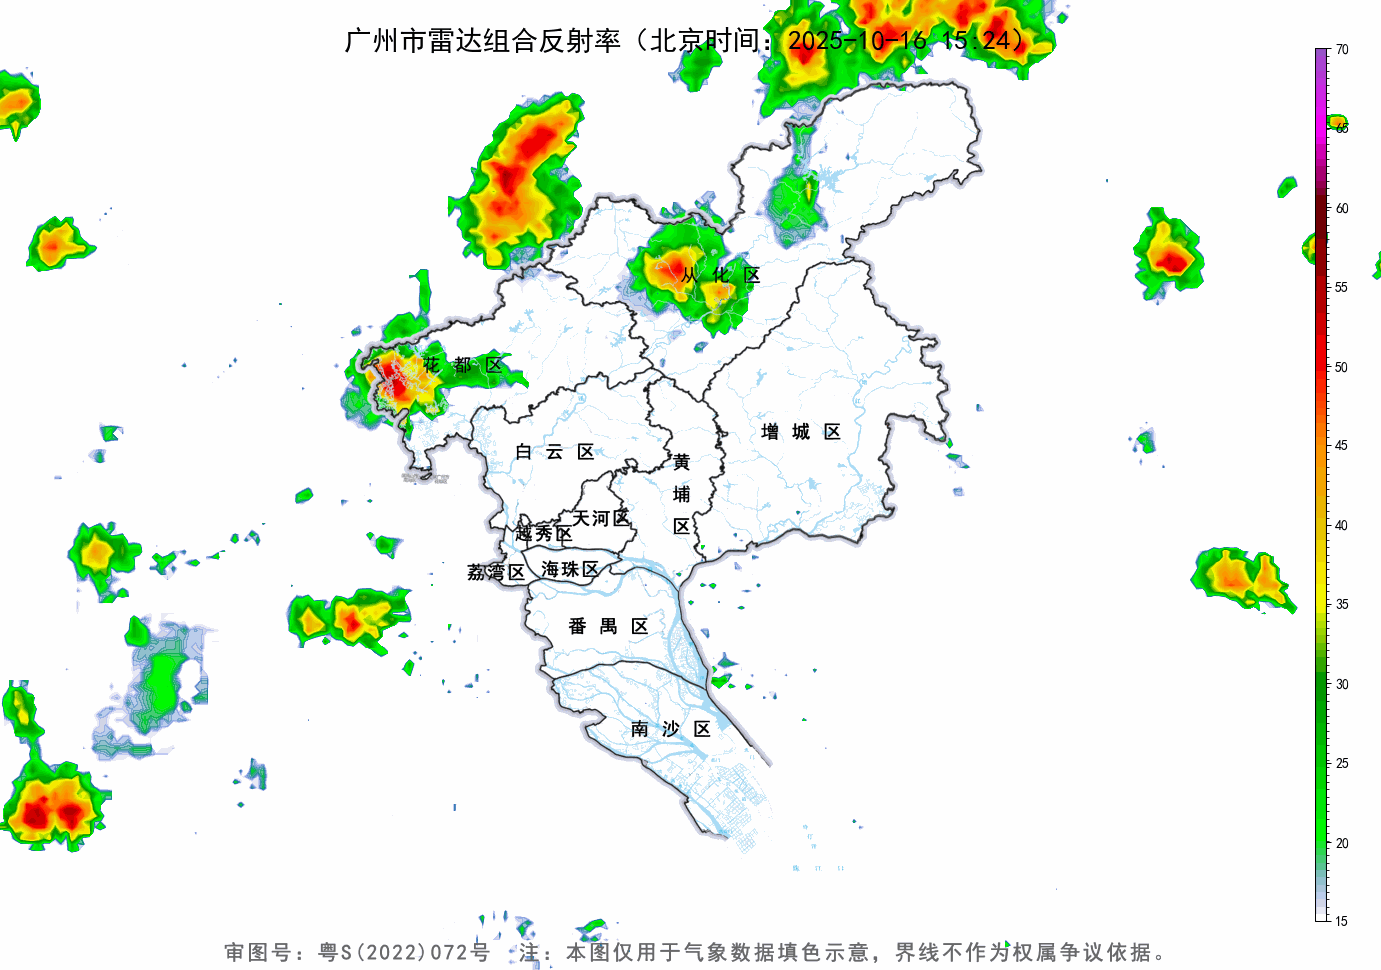 广州市雷达组合反射率（北京时间：2025-10-16 15:24）
70
65
60
55
50
45
40
35
30
25
20
15
从 化 区
花 都 区
增 城 区
白 云 区
黄
埔
区
天河区
越秀区
荔湾区
海珠区
番 禺 区
南 沙 区
审图号：粤S(2022)072号 注：本图仅用于气象数据填色示意，界线不作为权属争议依据。